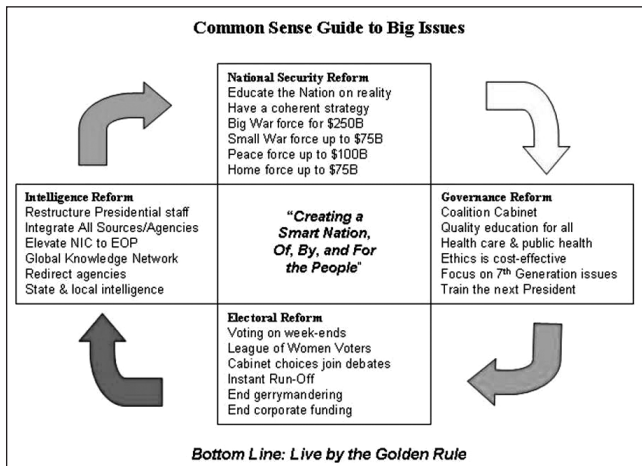 Common Sense Guide to Big Issues
National Security Reform
Educate the Nation on reality
Have a coherent strategy
Big War force for $250B
Small War force up to $75B
Peace force up to $100B
Home force up to $75B
Intelligence Reform
Restructure Presidential staff
Integrate All Sources/Agencies
Elevate NIC to EOP
Global Knowledge Network
Redirect agencies
State & local intelligence
"Creating a
Smart Nation,
Of, By, and For
the People"
Governance Reform
Coalition Cabinet
Quality education for all
Health care & public health
Ethics is cost-effective
Focus on 7th Generation issues
Train the next President
Electoral Reform
Voting on week-ends
League of Women Voters
Cabinet choices join debates
Instant Run-Off
End gerrymandering
End corporate funding
Bottom Line: Live by the Golden Rule